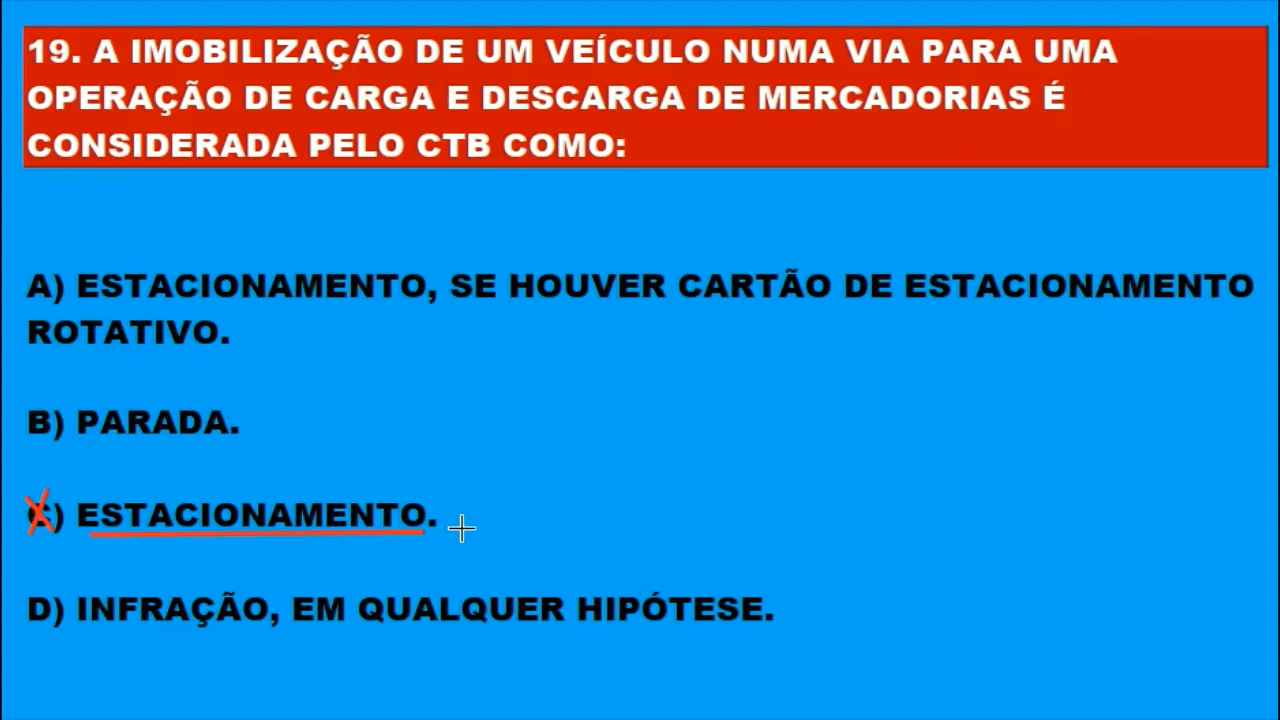 19. A IMOBILIZAÇÃO DE UM VEÍCULO NUMA VIA PARA UMA
OPERAÇÃO DE CARGA E DESCARGA DE MERCADORIAS É
CONSIDERADA PELO CTB COMO:
A) ESTACIONAMENTO, SE HOUVER CARTÃO DE ESTACIONAMENTO
ROTATIVO.
B) PARADA.
C) ESTACIONAMENTO.
D) INFRAÇÃO, EM QUALQUER HIPÓTESE.